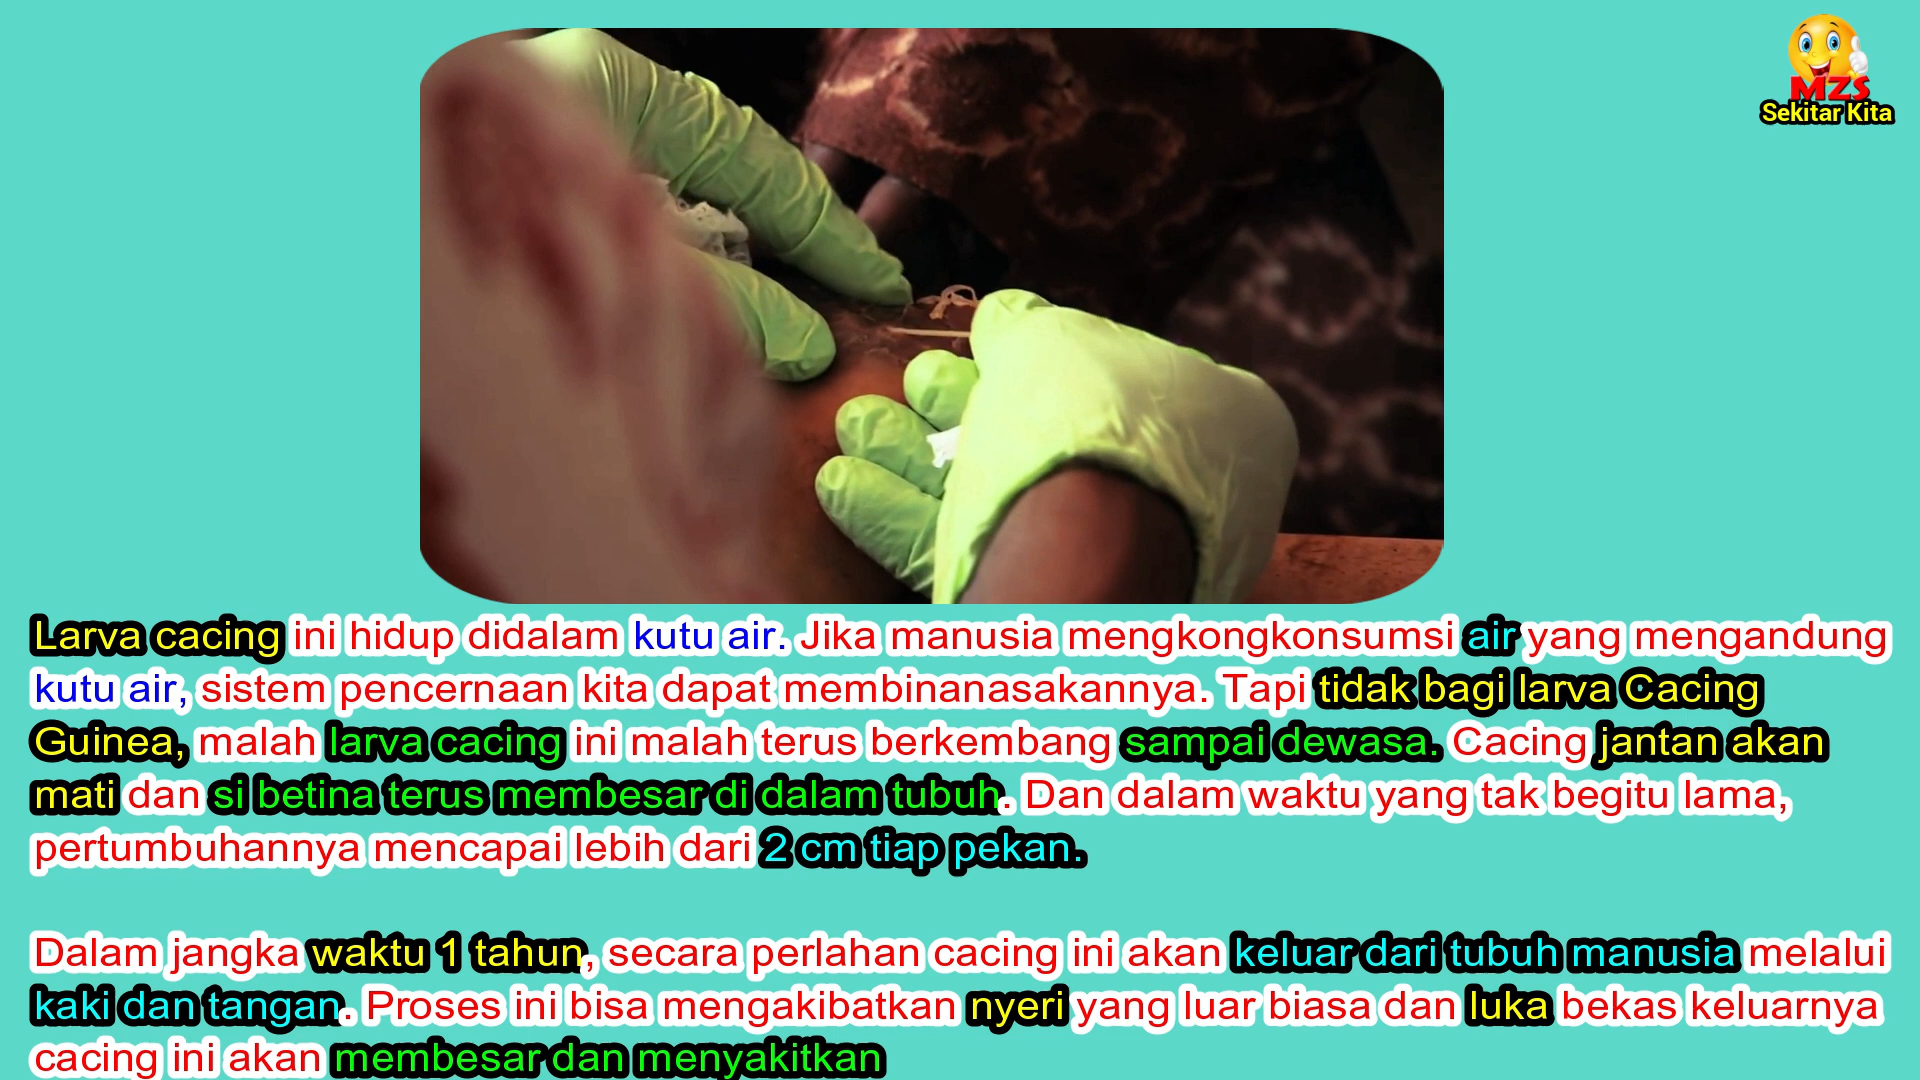 MZS
Sekitar Kita
Larva cacing ini hidup didalam kutu air. Jika manusia mengkongkonsumsi air yang mengandung
kutu air, sistem pencernaan kita dapat membinanasakannya. Tapi tidak bagi larva Cacing
Guinea, malah larva cacing ini malah terus berkembang sampai dewasa. Cacing jantan akan
mati dan si betina terus membesar di dalam tubuh. Dan dalam waktu yang tak begitu lama,
pertumbuhannya mencapai lebih dari 2 cm tiap pekan.
Dalam jangka waktu 1 tahun, secara perlahan cacing ini akan keluar dari tubuh manusia melalui
kaki dan tangan. Proses ini bisa mengakibatkan nyeri yang luar biasa dan luka bekas keluarnya
cacing ini akan membesar dan menyakitkan